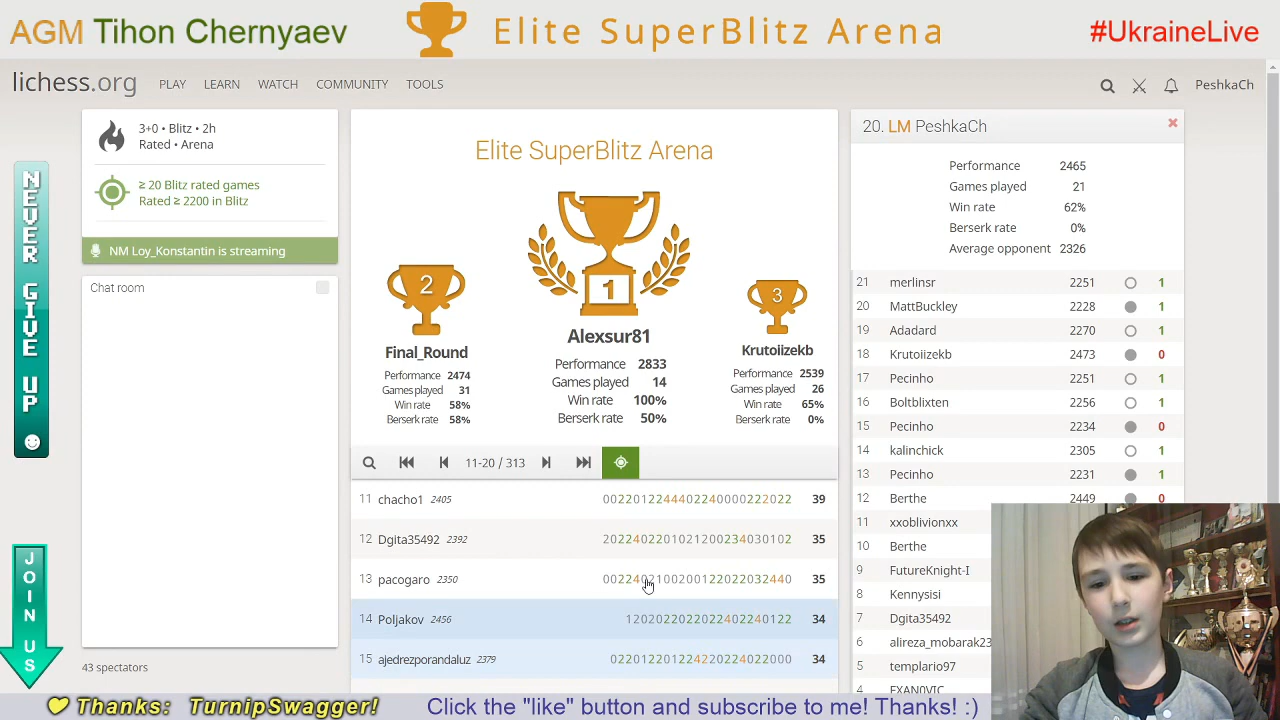 AGM Tihon Chernyaev
Elite SuperBlitz Arena
#UkraineLive
lichess.org PLAY LEARN WATCH COMMUNITY TOOLS PeshkaCh
NEVER GIVE UP
JOIN US
3+0 • Blitz • 2h
Rated • Arena
≥ 20 Blitz rated games
Rated ≥ 2200 in Blitz
NM Loy_Konstantin is streaming
Chat room
43 spectators
Elite SuperBlitz Arena
2
Final_Round
Performance 2474
Games played 31
Win rate 58%
Berserk rate 58%
1
Alexsur81
Performance 2833
Games played 14
Win rate 100%
Berserk rate 50%
3
Krutoiizekb
Performance 2539
Games played 26
Win rate 65%
Berserk rate 0%
11-20 / 313
11 chacho1 2405 0022012244402240000222022 39
12 Dgita35492 2392 39
13 pacogaro 2350 35
14 Poljakov 2456 1202022022022402240122 34
15 ajedrezporandaluz 2379 34
20. LM PeshkaCh
Performance 2465
Games played 21
Win rate 62%
Berserk rate 0%
Average opponent 2326
21 merlinsr 2251 1
20 MattBuckley 2228 1
19 Adadard 2270 1
18 Krutoiizekb 2473 0
17 Pecinho 2251 1
16 Boltblixten 2256 1
15 Pecinho 2234 0
14 kalinchick 2305 1
13 Pecinho 2231 1
12 Berthe 2449 0
11 xxoblivionxx
10 Berthe
9 FutureKnight-I
8 Kennysisi
7 Dgita35492
6 alireza_mobarak23
5 templario97
4 FXAN0VIC
Thanks: TurnipSwagger!
Click the "like" button and subscribe to me! Thanks! :)